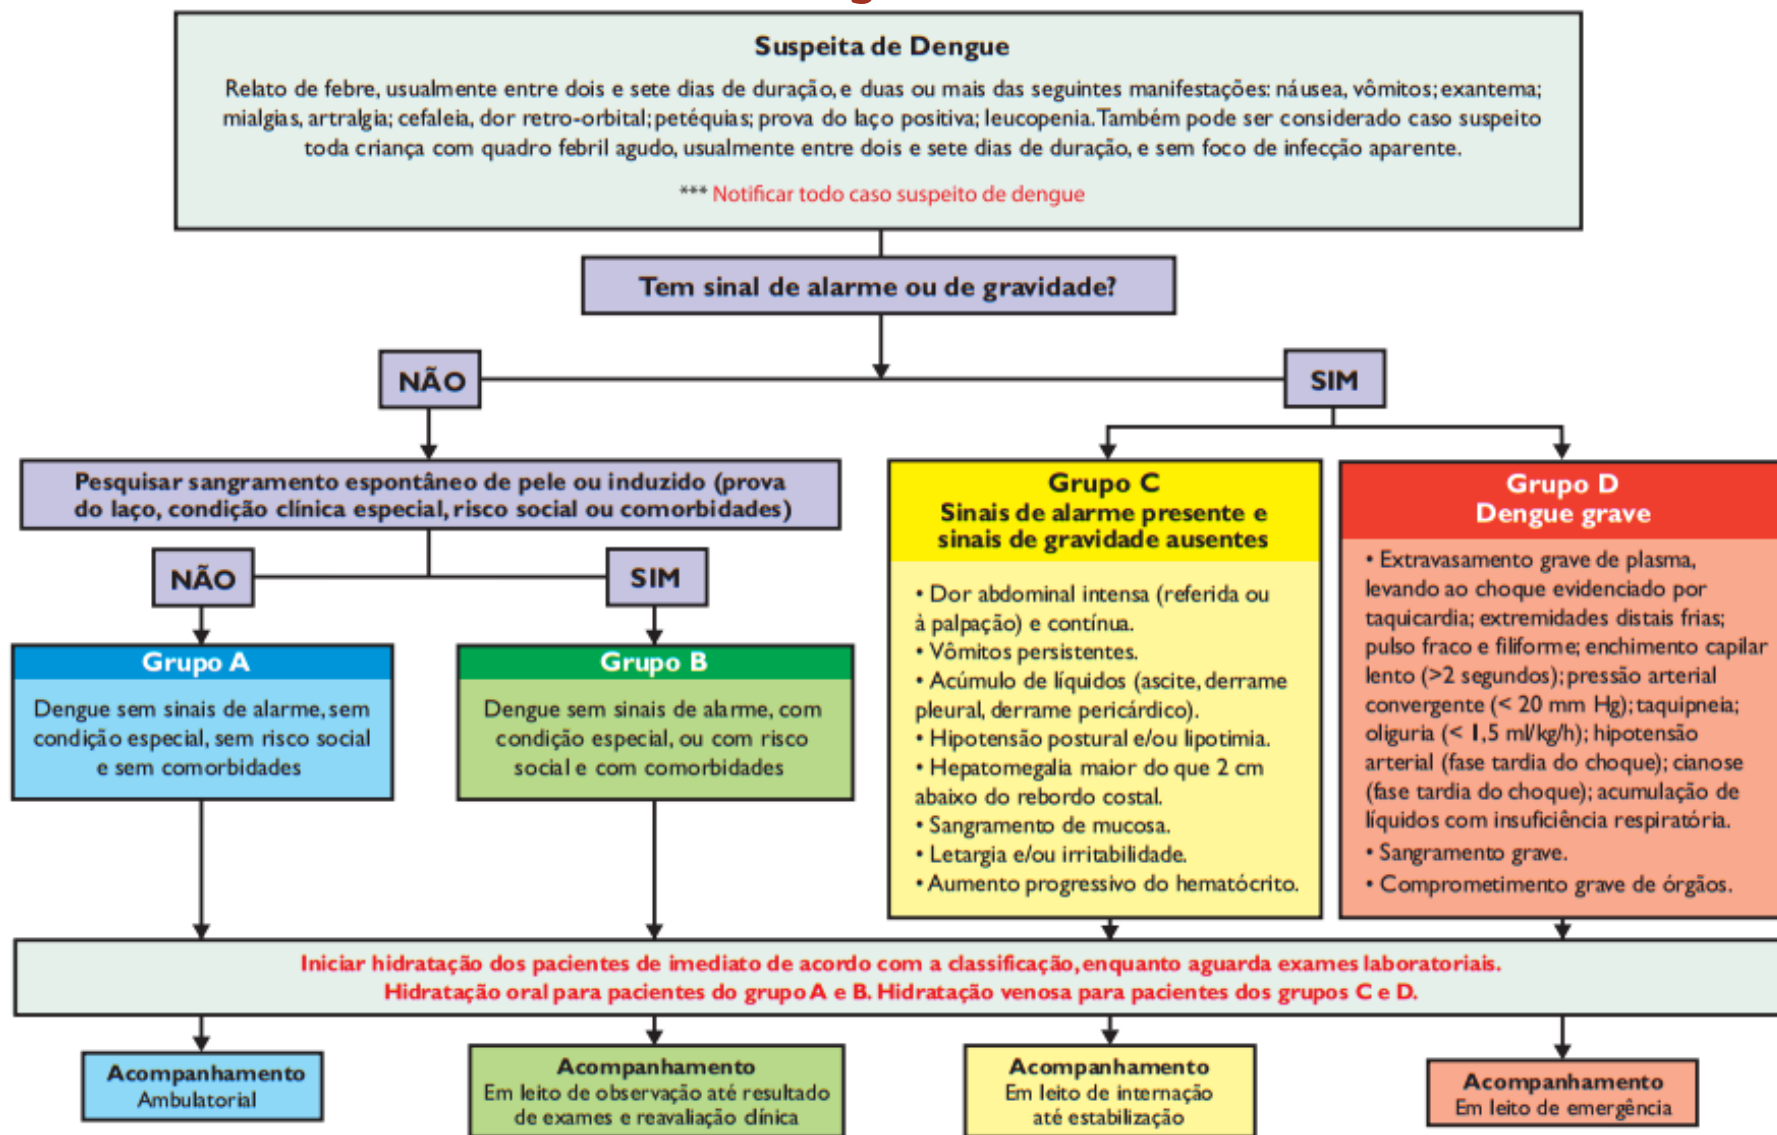 Suspeita de Dengue
Relato de febre, usualmente entre dois e sete dias de duração, e duas ou mais das seguintes manifestações: náusea, vômitos; exantema;
mialgias, artralgia; cefaleia, dor retro-orbital; petéquias; prova do laço positiva; leucopenia. Também pode ser considerado caso suspeito
toda criança com quadro febril agudo, usualmente entre dois e sete dias de duração, e sem foco de infecção aparente.
*** Notificar todo caso suspeito de dengue
Tem sinal de alarme ou de gravidade?
NÃO
SIM
Pesquisar sangramento espontâneo de pele ou induzido (prova
do laço, condição clínica especial, risco social ou comorbidades)
NÃO
SIM
Grupo A
Dengue sem sinais de alarme, sem
condição especial, sem risco social
e sem comorbidades
Grupo B
Dengue sem sinais de alarme, com
condição especial, ou com risco
social e com comorbidades
Grupo C
Sinais de alarme presente e
sinais de gravidade ausentes
• Dor abdominal intensa (referida ou
à palpação) e contínua.
• Vômitos persistentes.
• Acúmulo de líquidos (ascite, derrame
pleural, derrame pericárdico).
• Hipotensão postural e/ou lipotimia.
• Hepatomegalia maior do que 2 cm
abaixo do rebordo costal.
• Sangramento de mucosa.
• Letargia e/ou irritabilidade.
• Aumento progressivo do hematócrito.
Grupo D
Dengue grave
• Extravasamento grave de plasma,
levando ao choque evidenciado por
taquicardia; extremidades distais frias;
pulso fraco e filiforme; enchimento capilar
lento (>2 segundos); pressão arterial
convergente (< 20 mm Hg); taquipneia;
oliguria (< 1,5 ml/kg/h); hipotensão
arterial (fase tardia do choque); cianose
(fase tardia do choque); acumulação de
líquidos com insuficiência respiratória.
• Sangramento grave.
• Comprometimento grave de órgãos.
Iniciar hidratação dos pacientes de imediato de acordo com a classificação, enquanto aguarda exames laboratoriais.
Hidratação oral para pacientes do grupo A e B. Hidratação venosa para pacientes dos grupos C e D.
Acompanhamento
Ambulatorial
Acompanhamento
Em leito de observação até resultado
de exames e reavaliação clínica
Acompanhamento
Em leito de internação
até estabilização
Acompanhamento
Em leito de emergência